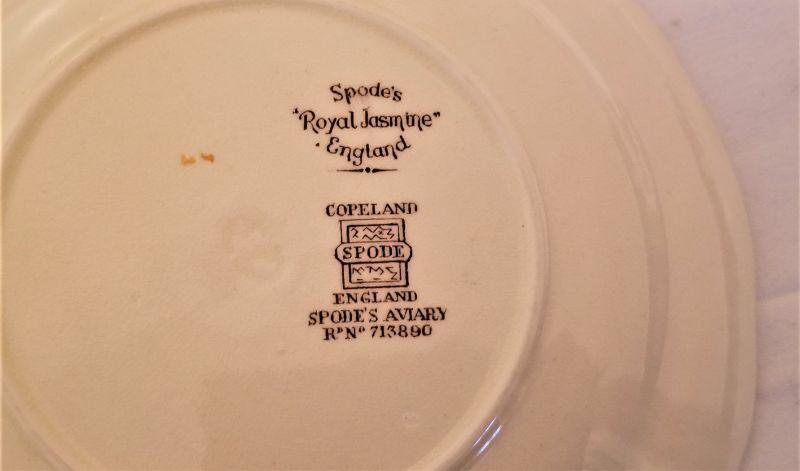 Spode's
"Royal Jasmine"
England
COPELAND
SPODE
ENGLAND
SPODE'S AVIARY
Rᴰ Nº 713890